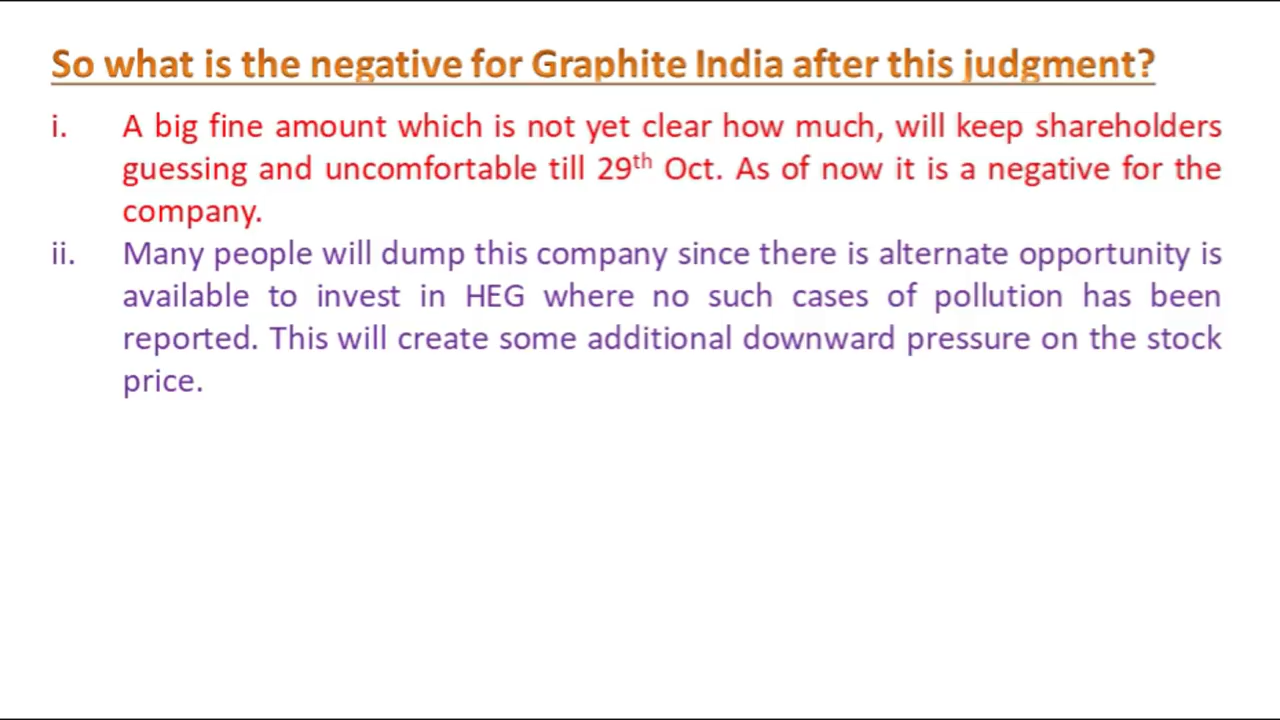 So what is the negative for Graphite India after this judgment?
i. A big fine amount which is not yet clear how much, will keep shareholders
guessing and uncomfortable till 29th Oct. As of now it is a negative for the
company.
ii. Many people will dump this company since there is alternate opportunity is
available to invest in HEG where no such cases of pollution has been
reported. This will create some additional downward pressure on the stock
price.